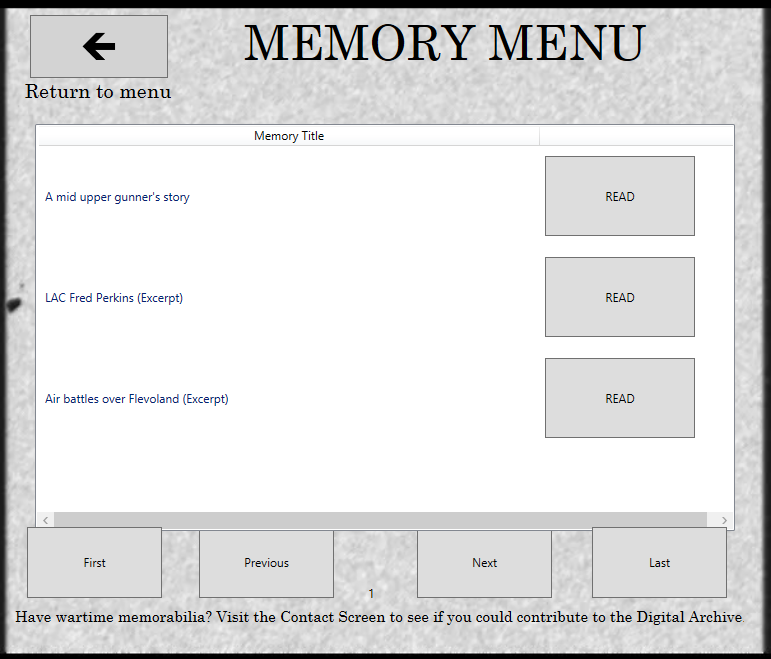 MEMORY MENU
Return to menu
Memory Title
A mid upper gunner's story READ
LAC Fred Perkins (Excerpt) READ
Air battles over Flevoland (Excerpt) READ
First Previous Next Last
1
Have wartime memorabilia? Visit the Contact Screen to see if you could contribute to the Digital Archive.